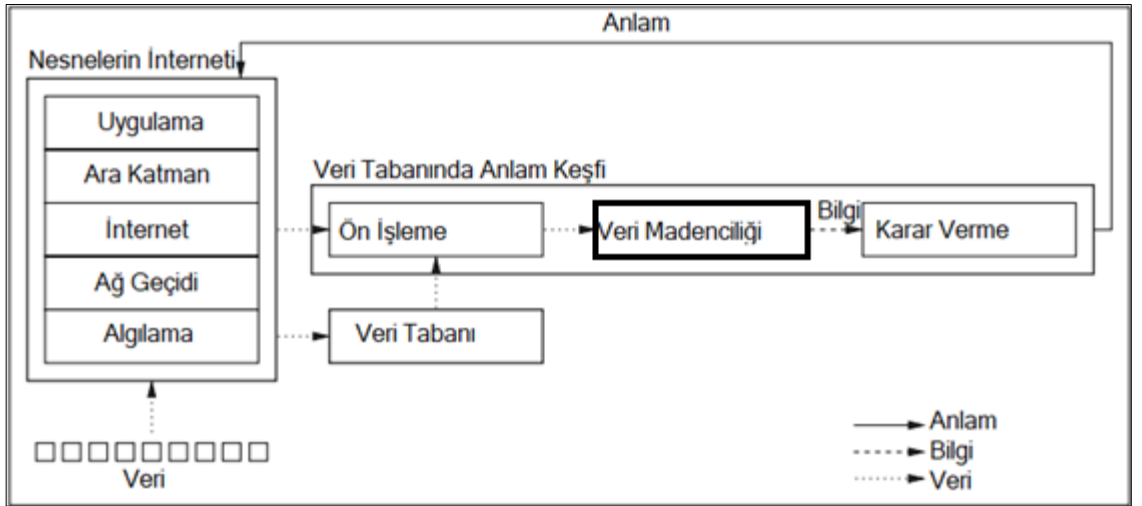 Anlam
Nesnelerin İnterneti
Uygulama
Ara Katman
İnternet
Ağ Geçidi
Algılama
Veri
Veri Tabanında Anlam Keşfi
Ön İşleme
Veri Madenciliği
Bilgi
Karar Verme
Veri Tabanı
Anlam
Bilgi
Veri